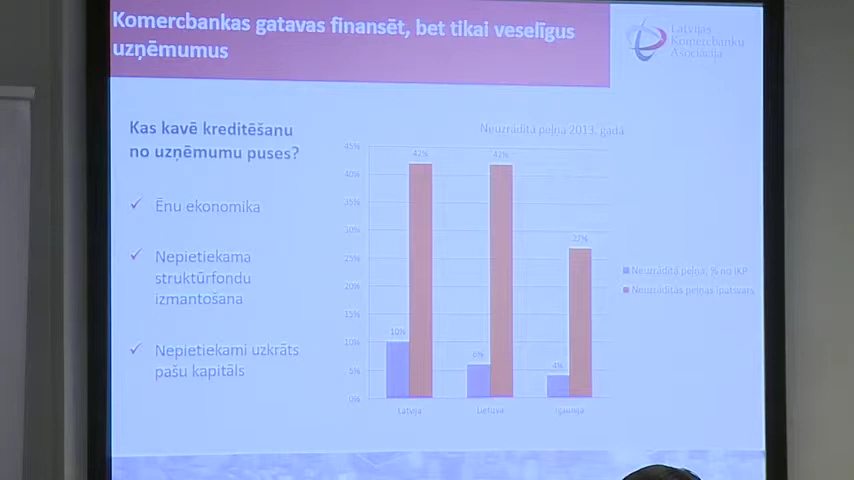 Komercbankas gatavas finansēt, bet tikai veselīgus
uzņēmumus
Latvijas
Komercbanku
Asociācija
Kas kavē kreditēšanu
no uzņēmumu puses?
✓ Ēnu ekonomika
✓ Nepietiekama
struktūrfondu
izmantošana
✓ Nepietiekami uzkrāts
pašu kapitāls
Neuzrādītā peļņa 2013. gadā
45%
40%
35%
30%
25%
20%
15%
10%
5%
0%
42%
42%
27%
10%
6%
4%
Latvija
Lietuva
Igaunija
Neuzrādītā peļņa, % no IKP
Neuzrādītās peļņas īpatsvars